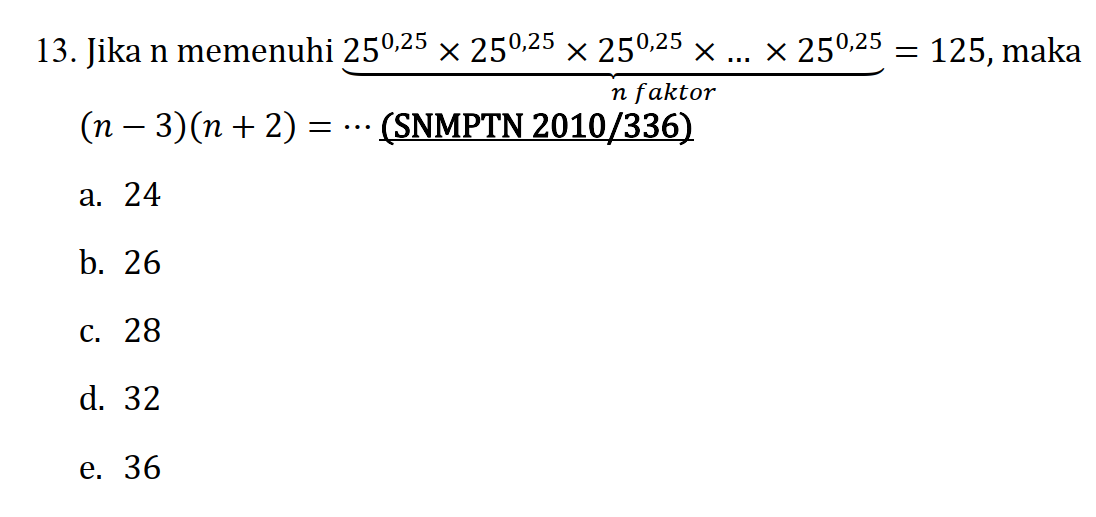 13. Jika n memenuhi 25^0,25 × 25^0,25 × 25^0,25 × ... × 25^0,25 = 125, maka
n faktor
(n − 3)(n + 2) = ⋯ (SNMPTN 2010/336)
a. 24
b. 26
c. 28
d. 32
e. 36